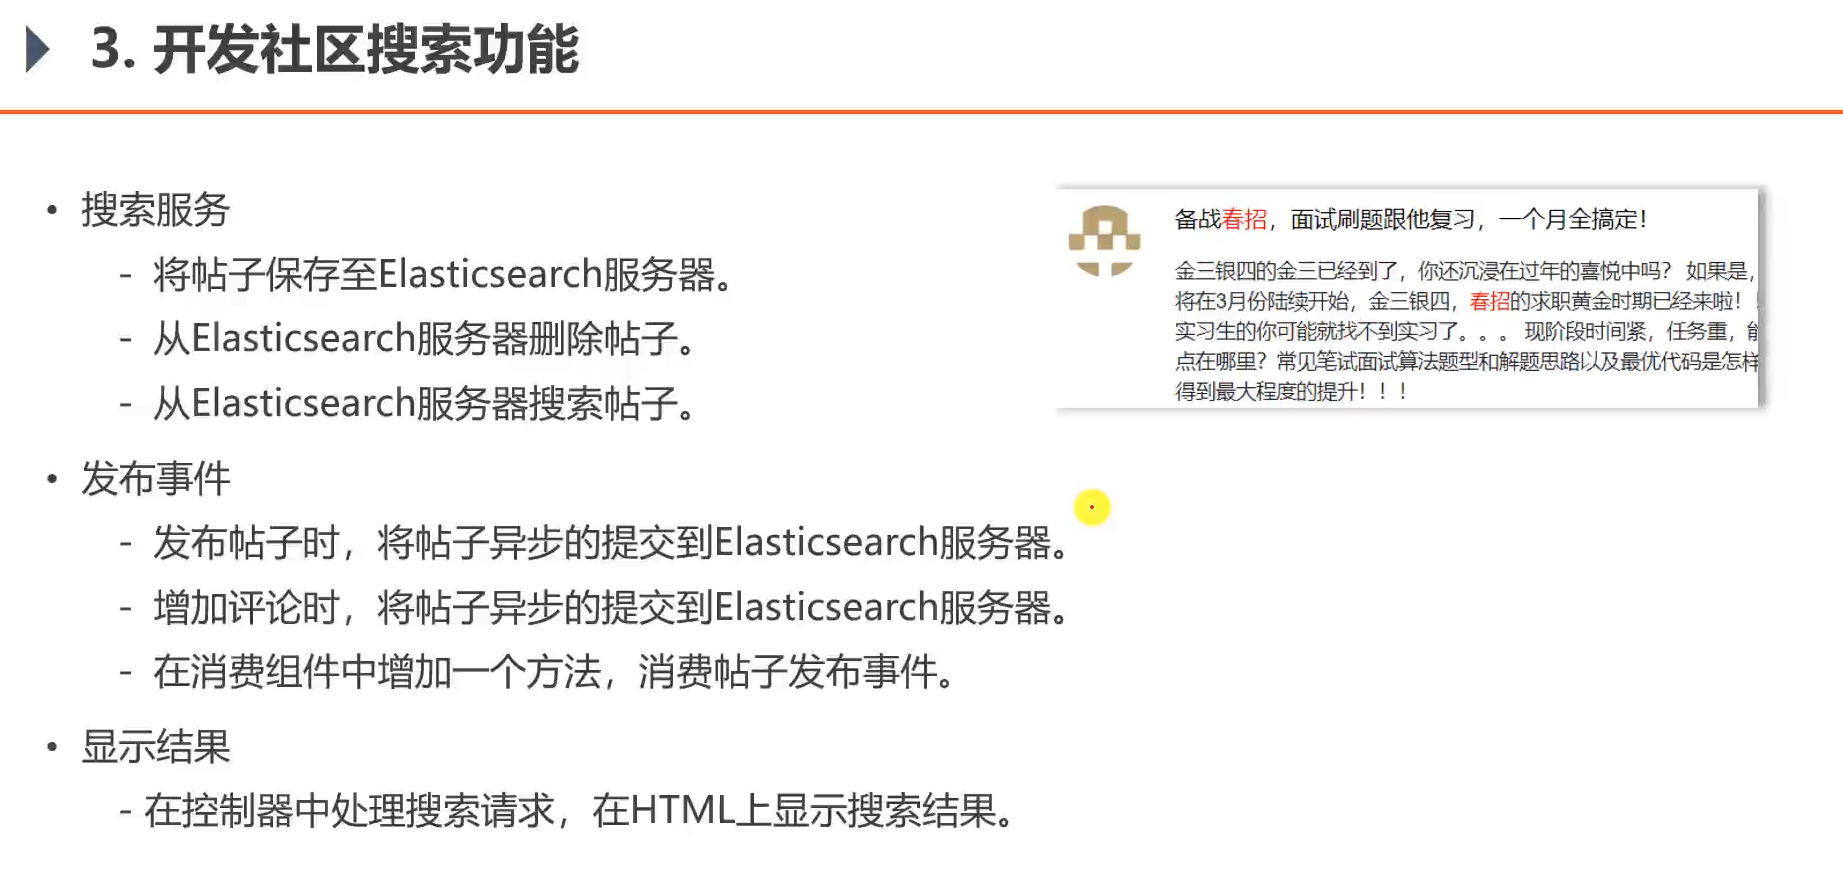 3. 开发社区搜索功能
• 搜索服务
- 将帖子保存至Elasticsearch服务器。
- 从Elasticsearch服务器删除帖子。
- 从Elasticsearch服务器搜索帖子。
• 发布事件
- 发布帖子时，将帖子异步的提交到Elasticsearch服务器。
- 增加评论时，将帖子异步的提交到Elasticsearch服务器。
- 在消费组件中增加一个方法，消费帖子发布事件。
• 显示结果
- 在控制器中处理搜索请求，在HTML上显示搜索结果。
备战春招，面试刷题跟他复习，一个月全搞定！
金三银四的金三已经到了，你还沉浸在过年的喜悦中吗？ 如果是，
将在3月份陆续开始，金三银四，春招的求职黄金时期已经来啦！！
实习生的你可能就找不到实习了。。。 现阶段时间紧，任务重，
点在哪里？常见笔试面试算法题型和解题思路以及最优代码是怎样
得到最大程度的提升！！！